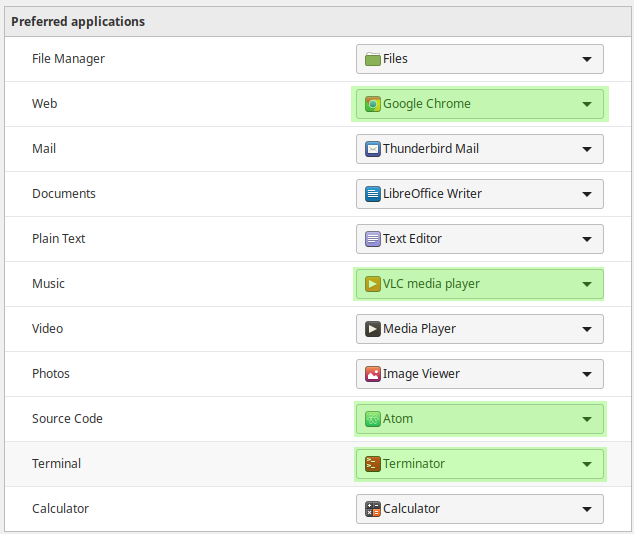 Preferred applications
File Manager Files
Web Google Chrome
Mail Thunderbird Mail
Documents LibreOffice Writer
Plain Text Text Editor
Music VLC media player
Video Media Player
Photos Image Viewer
Source Code Atom
Terminal Terminator
Calculator Calculator